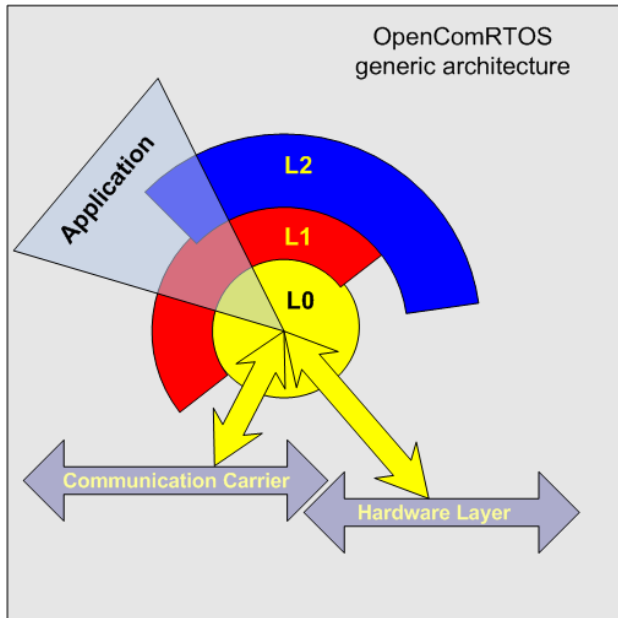 OpenComRTOS
generic architecture
Application
L2
L1
L0
Communication Carrier
Hardware Layer